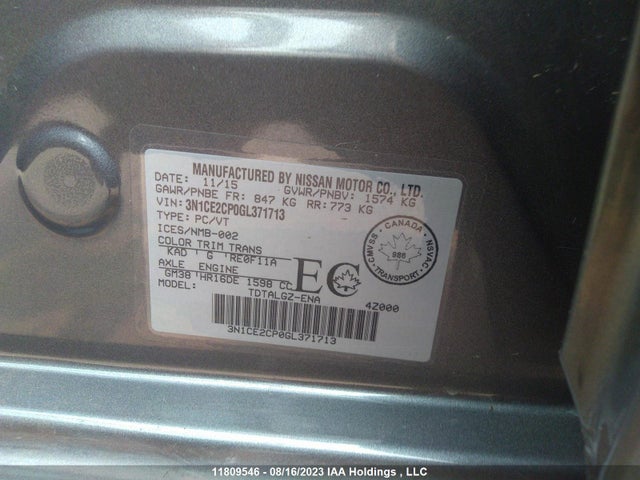 MANUFACTURED BY NISSAN MOTOR CO., LTD.
DATE: 11/15 GVWR/PNBV: 1574 KG
GAWR/PNBE FR: 847 KG RR: 773 KG
VIN: 3N1CE2CP0GL371713
TYPE: PC/VT
ICES/NMB-002
COLOR TRIM TRANS
KAD ' G 'RE0F11A
AXLE ENGINE
GM38 'HR16DE 1598 CC
MODEL: TDTALGZ-ENA
EC
4Z000
3N1CE2CP0GL371713
CANADA
CMVSS
NSVAC
986
TRANSPORT
11809546 - 08/16/2023 IAA Holdings , LLC